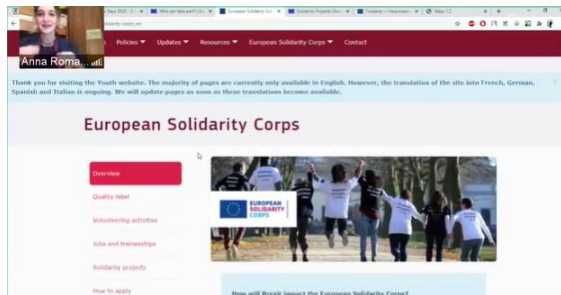 Anna Roma...
Policies
Updates
Resources
European Solidarity Corps
Contact
Thank you for visiting the Youth website. The majority of pages are currently only available in English. However, the translation of the site into French, German,
Spanish and Italian is ongoing. We will update pages as soon as these translations become available.
European Solidarity Corps
Overview
Quality label
Volunteering activities
Jobs and traineeships
Solidarity projects
How to apply
EUROPEAN
SOLIDARITY
CORPS
How will Brexit impact the European Solidarity Corps?